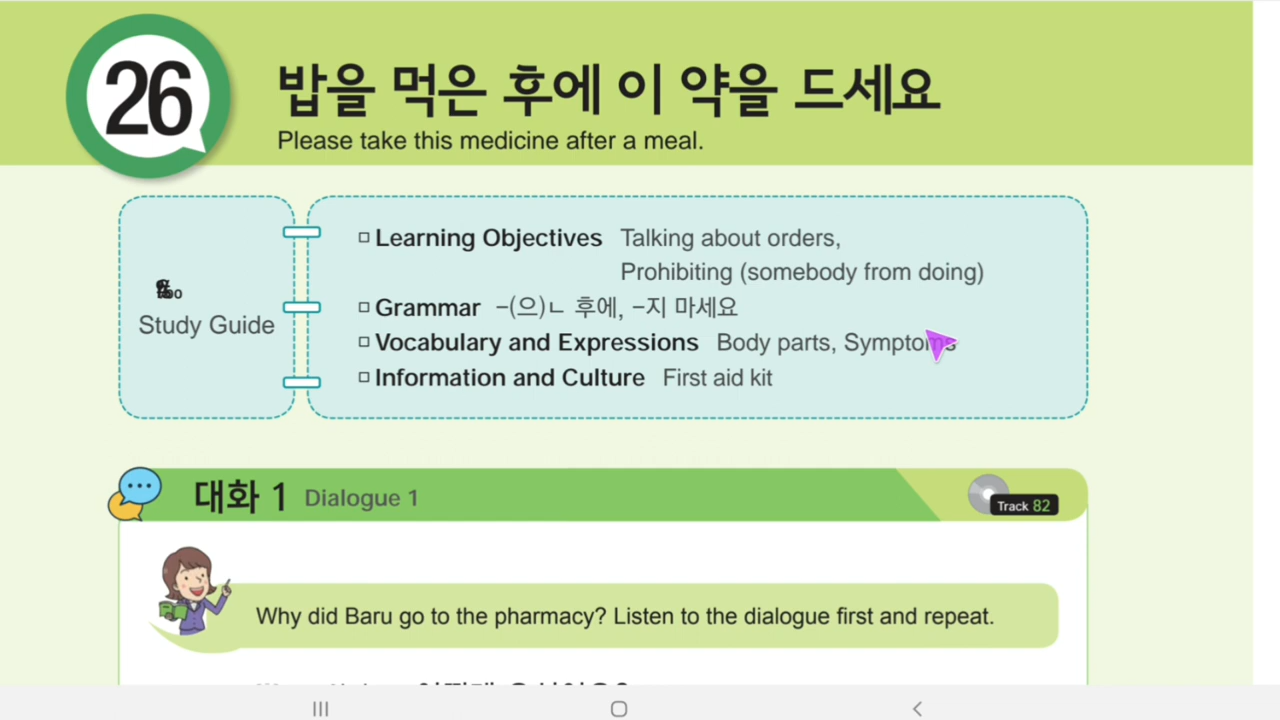 26
밥을 먹은 후에 이 약을 드세요
Please take this medicine after a meal.
Study Guide
Learning Objectives Talking about orders,
Prohibiting (somebody from doing)
Grammar –(으)ㄴ 후에, –지 마세요
Vocabulary and Expressions Body parts, Symptoms
Information and Culture First aid kit
대화 1 Dialogue 1
Track 82
Why did Baru go to the pharmacy? Listen to the dialogue first and repeat.